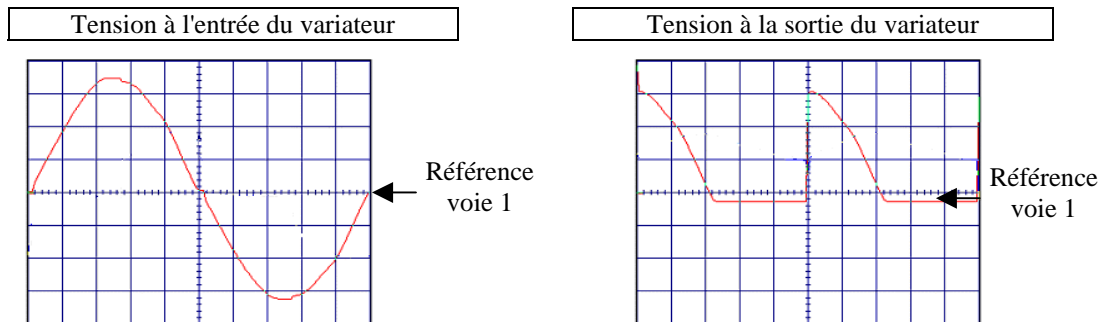 Tension à l'entrée du variateur
Tension à la sortie du variateur
Référence
voie 1
Référence
voie 1